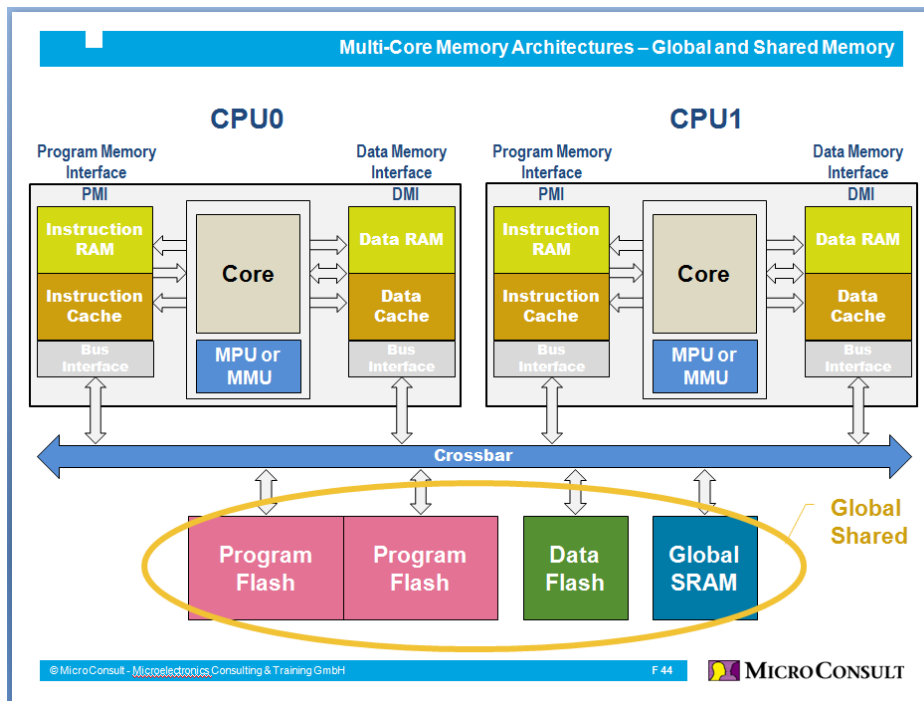 Multi-Core Memory Architectures – Global and Shared Memory
CPU0
CPU1
Program Memory
Interface
PMI
Data Memory
Interface
DMI
Program Memory
Interface
PMI
Data Memory
Interface
DMI
Instruction
RAM
Core
Data RAM
Instruction
Cache
Data
Cache
Bus
Interface
MPU or
MMU
Bus
Interface
Instruction
RAM
Core
Data RAM
Instruction
Cache
Data
Cache
Bus
Interface
MPU or
MMU
Bus
Interface
Crossbar
Program
Flash
Program
Flash
Data
Flash
Global
SRAM
Global
Shared
© MicroConsult - Microelectronics Consulting & Training GmbH
F 44
MICROCONSULT